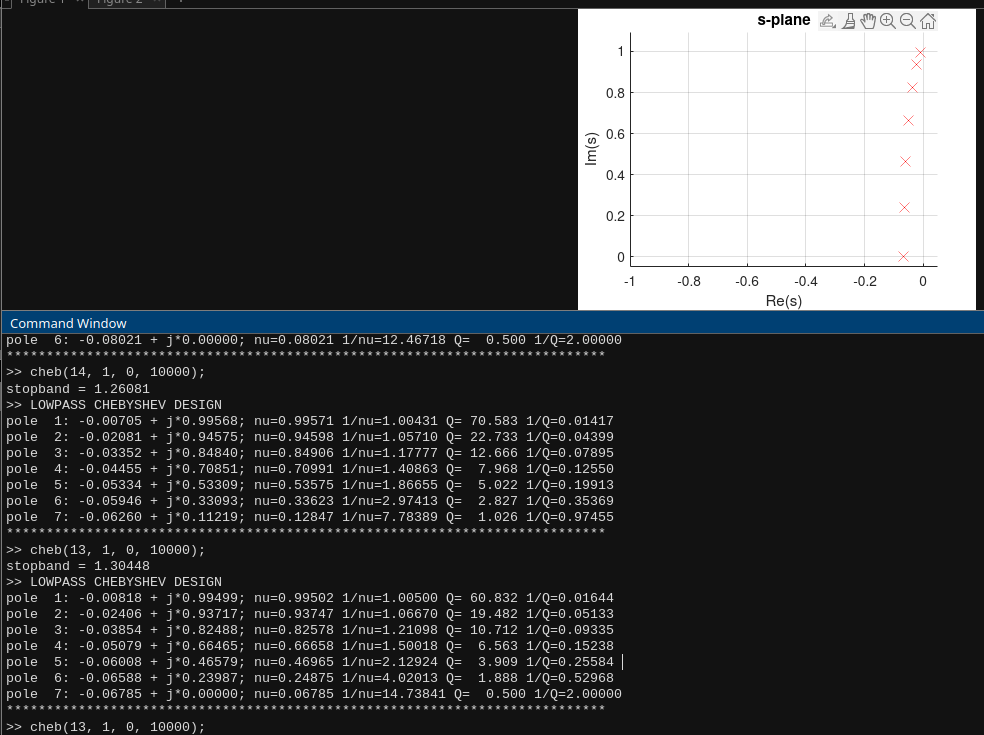 Figure 1 × Figure 2 × +
s-plane
1
0.8
0.6
0.4
0.2
0
Im(s)
-1 -0.8 -0.6 -0.4 -0.2 0
Re(s)
Command Window
pole  6: -0.08021 + j*0.00000; nu=0.08021 1/nu=12.46718 Q=  0.500 1/Q=2.00000
***************************************************************************
>> cheb(14, 1, 0, 10000);
stopband = 1.26081
>> LOWPASS CHEBYSHEV DESIGN
pole  1: -0.00705 + j*0.99568; nu=0.99571 1/nu=1.00431 Q= 70.583 1/Q=0.01417
pole  2: -0.02081 + j*0.94575; nu=0.94598 1/nu=1.05710 Q= 22.733 1/Q=0.04399
pole  3: -0.03352 + j*0.84840; nu=0.84906 1/nu=1.17777 Q= 12.666 1/Q=0.07895
pole  4: -0.04455 + j*0.70851; nu=0.70991 1/nu=1.40863 Q=  7.968 1/Q=0.12550
pole  5: -0.05334 + j*0.53309; nu=0.53575 1/nu=1.86655 Q=  5.022 1/Q=0.19913
pole  6: -0.05946 + j*0.33093; nu=0.33623 1/nu=2.97413 Q=  2.827 1/Q=0.35369
pole  7: -0.06260 + j*0.11219; nu=0.12847 1/nu=7.78389 Q=  1.026 1/Q=0.97455
***************************************************************************
>> cheb(13, 1, 0, 10000);
stopband = 1.30448
>> LOWPASS CHEBYSHEV DESIGN
pole  1: -0.00818 + j*0.99499; nu=0.99502 1/nu=1.00500 Q= 60.832 1/Q=0.01644
pole  2: -0.02406 + j*0.93717; nu=0.93747 1/nu=1.06670 Q= 19.482 1/Q=0.05133
pole  3: -0.03854 + j*0.82488; nu=0.82578 1/nu=1.21098 Q= 10.712 1/Q=0.09335
pole  4: -0.05079 + j*0.66465; nu=0.66658 1/nu=1.50018 Q=  6.563 1/Q=0.15238
pole  5: -0.06008 + j*0.46579; nu=0.46965 1/nu=2.12924 Q=  3.909 1/Q=0.25584
pole  6: -0.06588 + j*0.23987; nu=0.24875 1/nu=4.02013 Q=  1.888 1/Q=0.52968
pole  7: -0.06785 + j*0.00000; nu=0.06785 1/nu=14.73841 Q=  0.500 1/Q=2.00000
***************************************************************************
>> cheb(13, 1, 0, 10000);